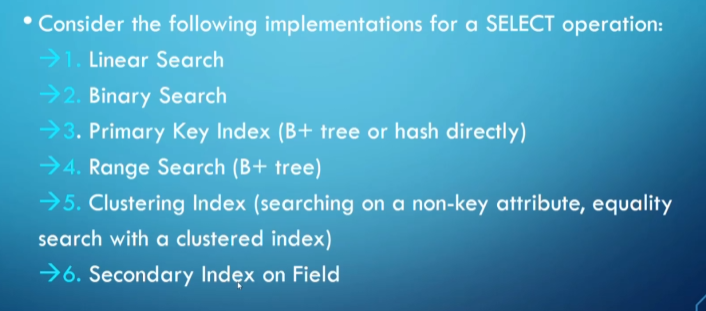 • Consider the following implementations for a SELECT operation:
→1. Linear Search
→2. Binary Search
→3. Primary Key Index (B+ tree or hash directly)
→4. Range Search (B+ tree)
→5. Clustering Index (searching on a non-key attribute, equality
search with a clustered index)
→6. Secondary Index on Field